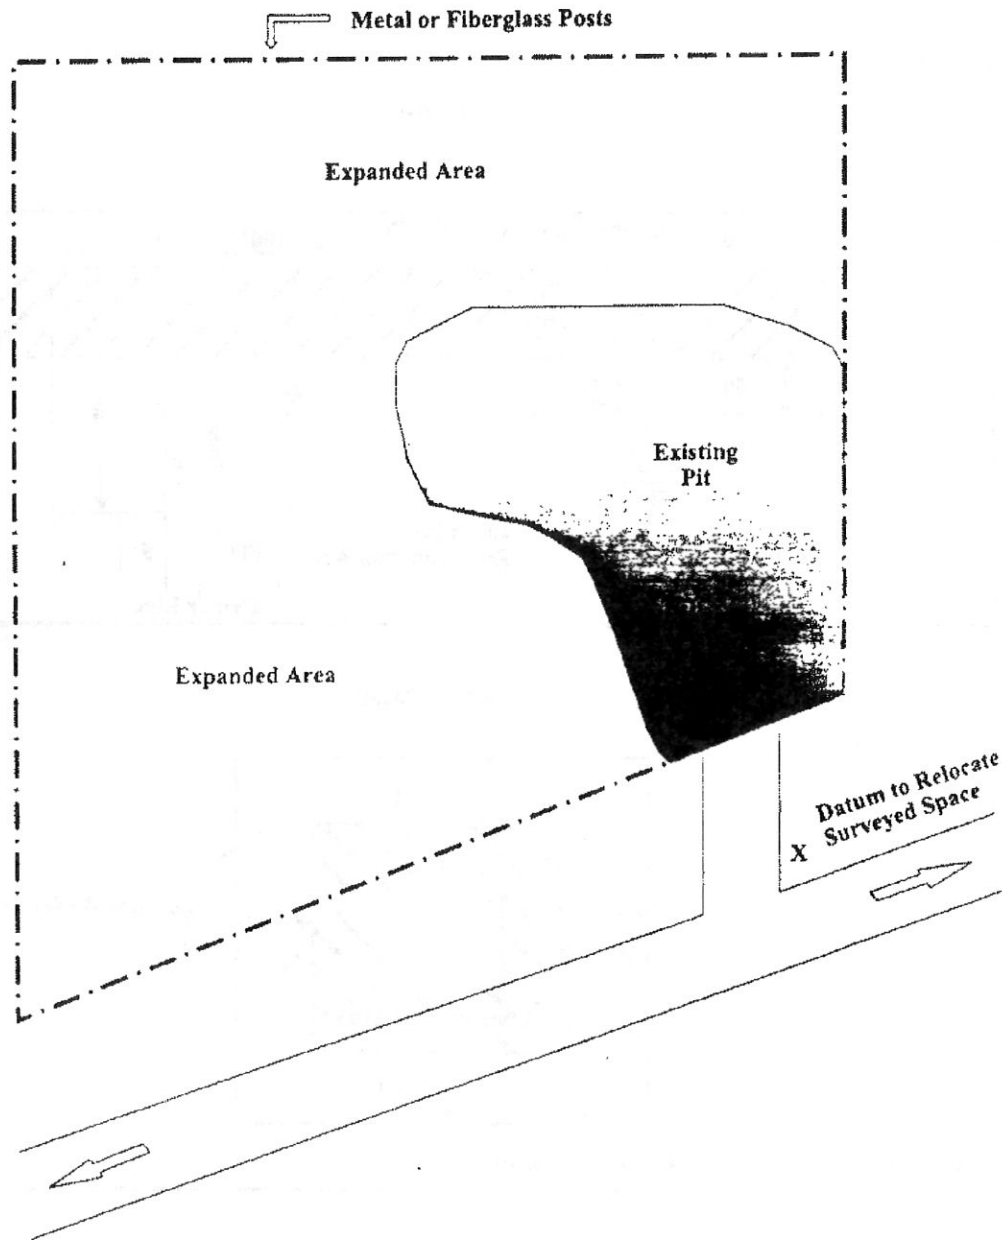 Metal or Fiberglass Posts
Expanded Area
Existing
Pit
Expanded Area
Datum to Relocate
Surveyed Space
X